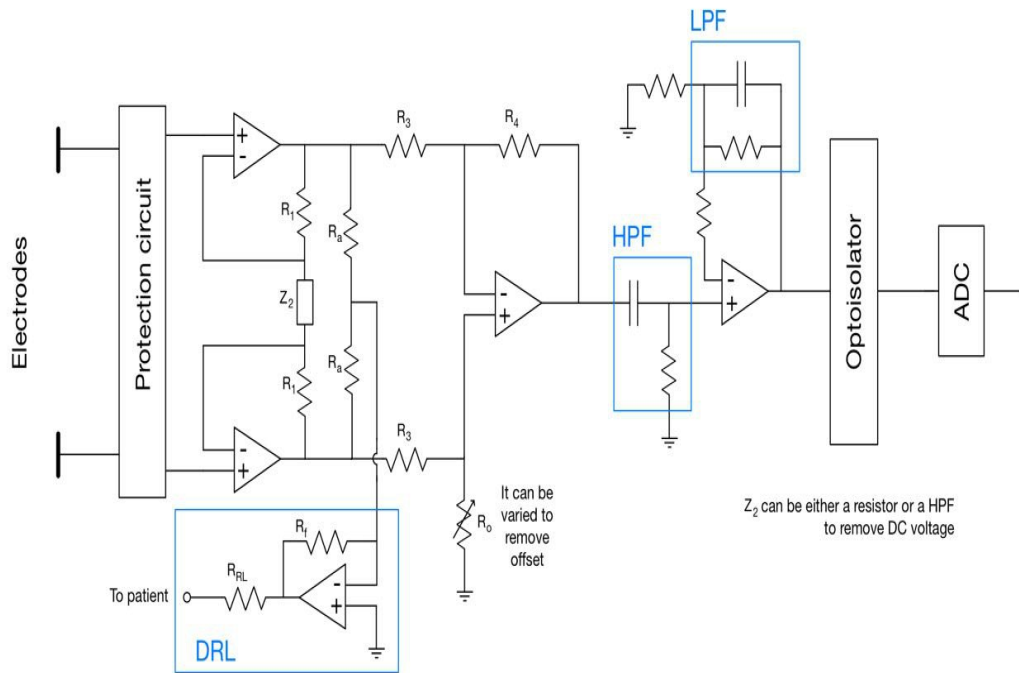 LPF
R3
R4
+
-
R1
Ra
HPF
Z2
-
+
-
+
Electrodes
Protection circuit
Optoisolator
ADC
R1
Ra
-
+
R3
It can be
varied to
remove
offset
Ro
Z2 can be either a resistor or a HPF
to remove DC voltage
Rf
RRL
-
+
To patient
DRL